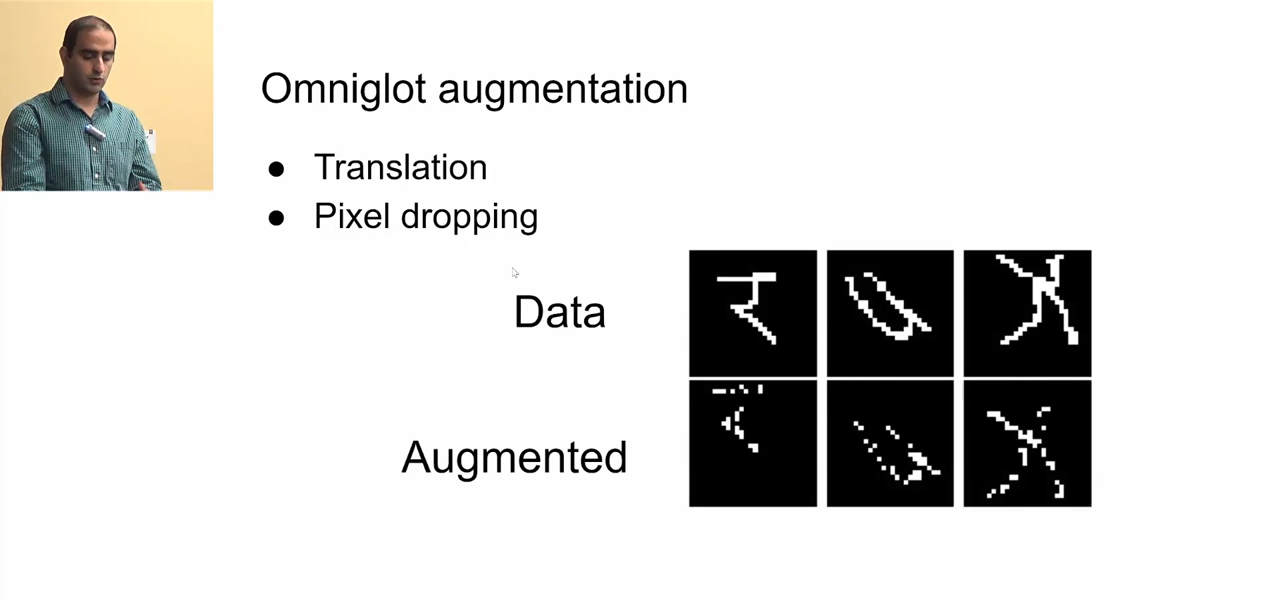 Omniglot augmentation
● Translation
● Pixel dropping
Data
Augmented